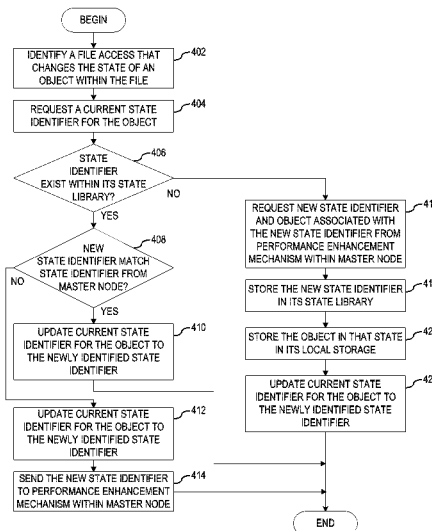 BEGIN
IDENTIFY A FILE ACCESS THAT
CHANGES THE STATE OF AN
OBJECT WITHIN THE FILE
402
REQUEST A CURRENT STATE
IDENTIFIER FOR THE OBJECT
404
STATE
IDENTIFIER
EXIST WITHIN ITS STATE
LIBRARY?
406
NO
YES
NEW
STATE IDENTIFIER MATCH
STATE IDENTIFIER FROM
MASTER NODE?
408
NO
YES
UPDATE CURRENT STATE
IDENTIFIER FOR THE OBJECT TO
THE NEWLY IDENTIFIED STATE
IDENTIFIER
410
UPDATE CURRENT STATE
IDENTIFIER FOR THE OBJECT TO
THE NEWLY IDENTIFIED STATE
IDENTIFIER
412
SEND THE NEW STATE IDENTIFIER
TO PERFORMANCE ENHANCEMENT
MECHANISM WITHIN MASTER NODE
414
REQUEST NEW STATE IDENTIFIER
AND OBJECT ASSOCIATED WITH
THE NEW STATE IDENTIFIER FROM
PERFORMANCE ENHANCEMENT
MECHANISM WITHIN MASTER NODE
STORE THE NEW STATE IDENTIFIER
IN ITS STATE LIBRARY
STORE THE OBJECT IN THAT STATE
IN ITS LOCAL STORAGE
UPDATE CURRENT STATE
IDENTIFIER FOR THE OBJECT TO
THE NEWLY IDENTIFIED STATE
IDENTIFIER
END